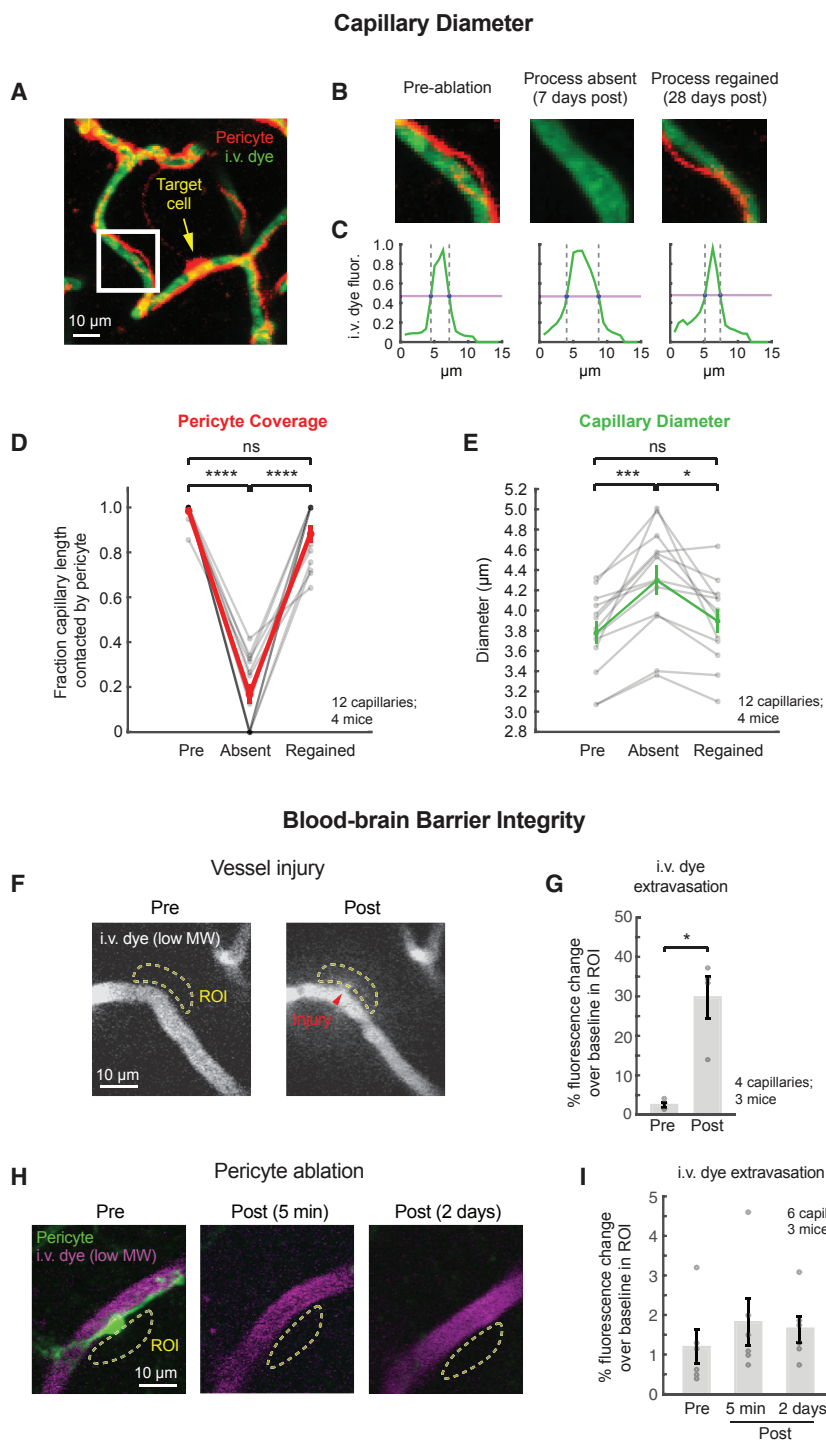 Capillary Diameter
A
Pericyte
i.v. dye
Target
cell
10 µm
B
Pre-ablation
Process absent
(7 days post)
Process regained
(28 days post)
C
i.v. dye fluor.
1.0
0.8
0.6
0.4
0.2
0
0 5 10 15
µm
0 5 10 15
µm
0 5 10 15
µm
D
Pericyte Coverage
ns
**** ****
Fraction capillary length
contacted by pericyte
1.0
0.8
0.6
0.4
0.2
0
12 capillaries;
4 mice
Pre Absent Regained
E
Capillary Diameter
ns
*** *
Diameter (µm)
5.2
4.8
4.6
4.4
4.2
4.0
3.8
3.6
3.4
3.2
3.0
2.8
12 capillaries;
4 mice
Pre Absent Regained
Blood-brain Barrier Integrity
F
Vessel injury
Pre Post
i.v. dye (low MW)
ROI
10 µm
Injury
G
i.v. dye
extravasation
*
% fluorescence change
over baseline in ROI
50
40
30
20
10
0
4 capillaries;
3 mice
Pre Post
H
Pericyte ablation
Pre Post (5 min) Post (2 days)
Pericyte
i.v. dye (low MW)
ROI
10 µm
I
i.v. dye extravasation
6 capil
3 mice
% fluorescence change
over baseline in ROI
5
4
3
2
1
0
Pre 5 min 2 days
Post